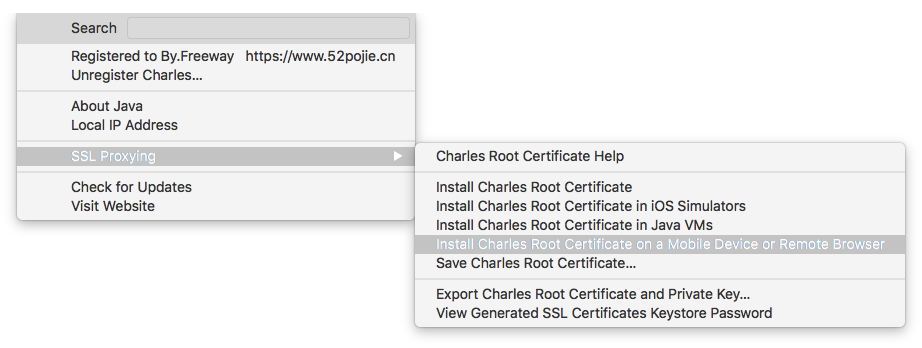 Search
Registered to By.Freeway https://www.52pojie.cn
Unregister Charles...
About Java
Local IP Address
SSL Proxying
Check for Updates
Visit Website
Charles Root Certificate Help
Install Charles Root Certificate
Install Charles Root Certificate in iOS Simulators
Install Charles Root Certificate in Java VMs
Install Charles Root Certificate on a Mobile Device or Remote Browser
Save Charles Root Certificate...
Export Charles Root Certificate and Private Key...
View Generated SSL Certificates Keystore Password